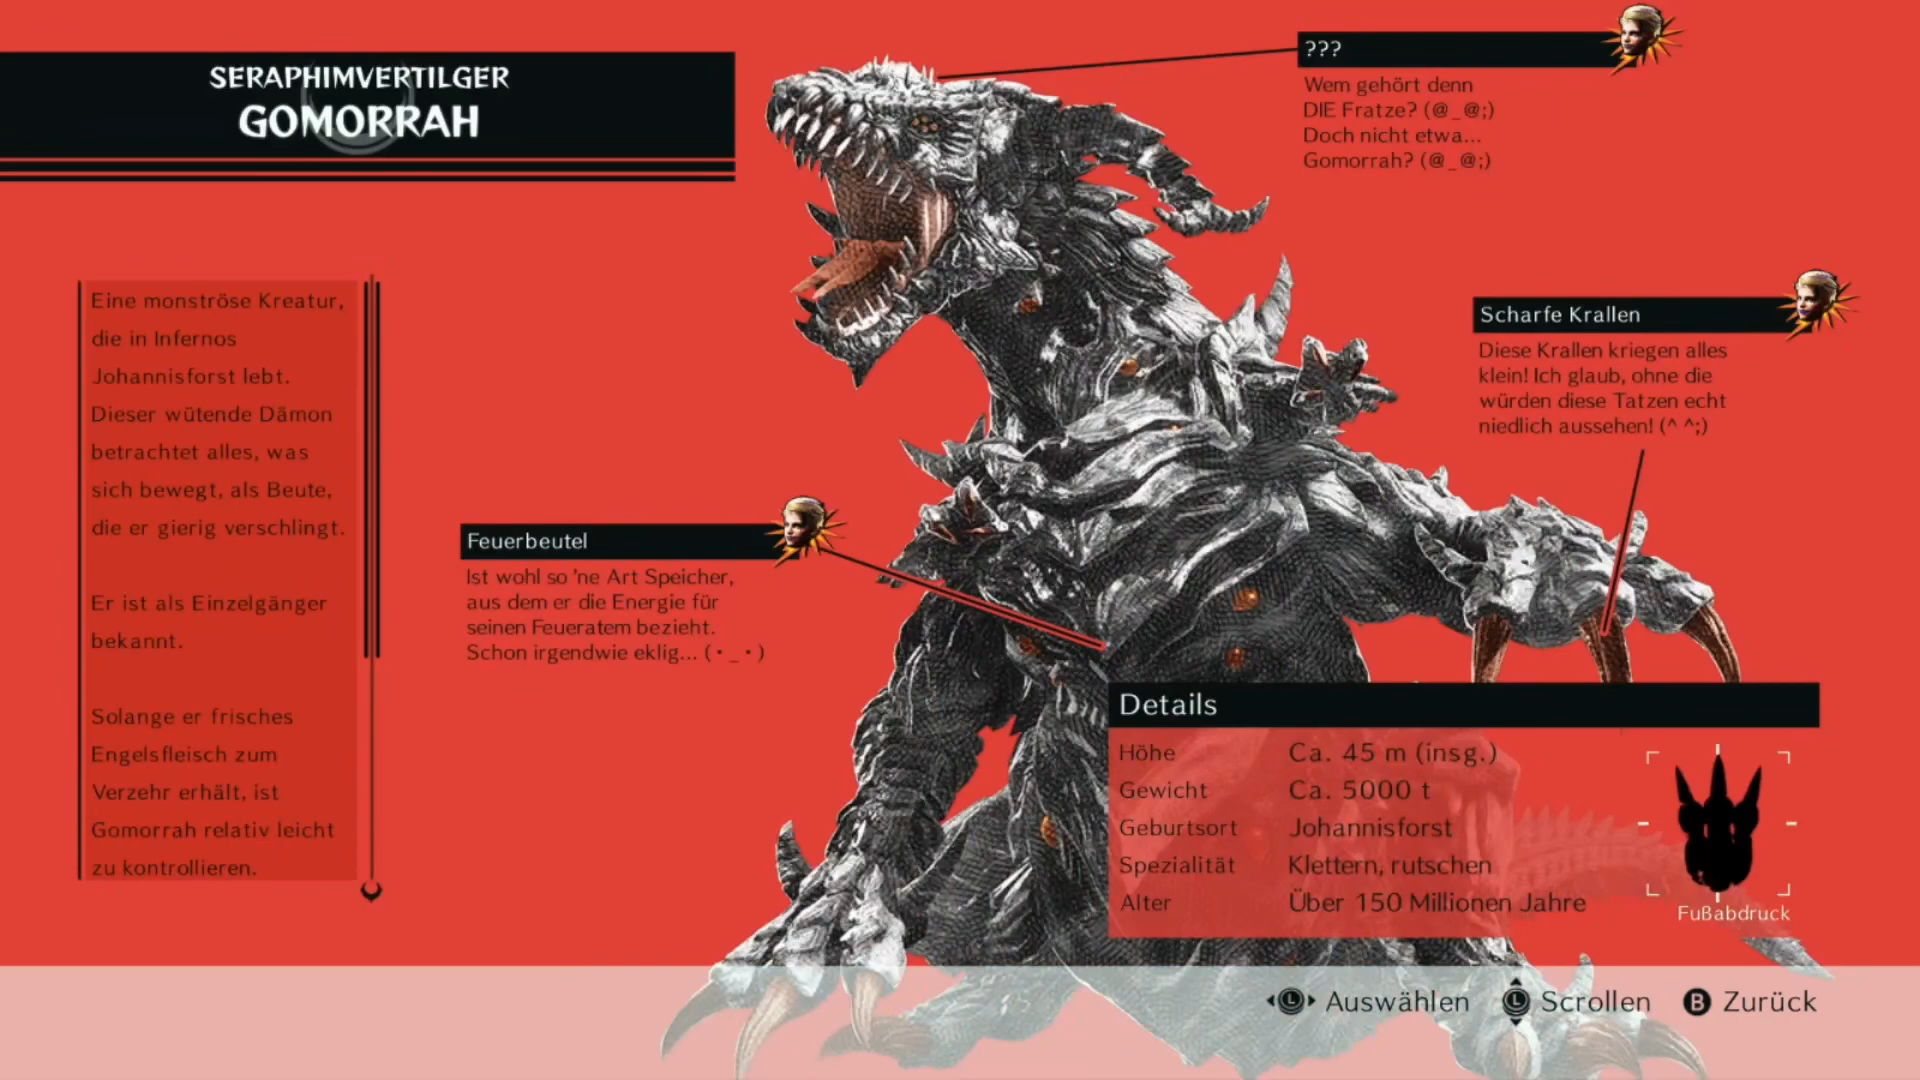 SERAPHIMVERTILGER
GOMORRAH
???
Wem gehört denn
DIE Fratze? (@_@;)
Doch nicht etwa...
Gomorrah? (@_@;)
Eine monströse Kreatur,
die in Infernos
Johannisforst lebt.
Dieser wütende Dämon
betrachtet alles, was
sich bewegt, als Beute,
die er gierig verschlingt.
Er ist als Einzelgänger
bekannt.
Solange er frisches
Engelsfleisch zum
Verzehr erhält, ist
Gomorrah relativ leicht
zu kontrollieren.
Scharfe Krallen
Diese Krallen kriegen alles
klein! Ich glaub, ohne die
würden diese Tatzen echt
niedlich aussehen! (^ ^;)
Feuerbeutel
Ist wohl so 'ne Art Speicher,
aus dem er die Energie für
seinen Feueratem bezieht.
Schon irgendwie eklig... (・_・)
Details
Höhe Ca. 45 m (insg.)
Gewicht Ca. 5000 t
Geburtsort Johannisforst
Spezialität Klettern, rutschen
Alter Über 150 Millionen Jahre
Fußabdruck
L Auswählen L Scrollen B Zurück